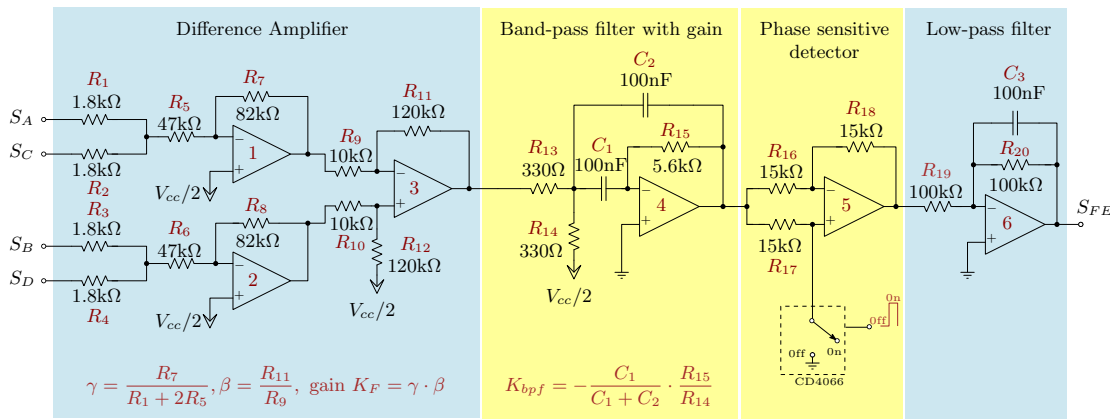 Difference Amplifier
Band-pass filter with gain
Phase sensitive
detector
Low-pass filter
R1
1.8kΩ
SA
SC
1.8kΩ
R2
R5
47kΩ
R7
82kΩ
−
+
1
Vcc/2
R3
1.8kΩ
SB
SD
1.8kΩ
R4
R6
47kΩ
R8
82kΩ
−
+
2
Vcc/2
R9
10kΩ
10kΩ
R10
R11
120kΩ
−
+
3
R12
120kΩ
Vcc/2
R13
330Ω
R14
330Ω
Vcc/2
C1
100nF
C2
100nF
R15
5.6kΩ
−
+
4
R16
15kΩ
15kΩ
R17
R18
15kΩ
−
+
5
0n
0ff
0ff
0n
CD4066
R19
100kΩ
C3
100nF
R20
100kΩ
−
+
6
SFE
γ = R7 / (R1 + 2R5), β = R11 / R9, gain KF = γ · β
Kbpf = − C1 / (C1 + C2) · R15 / R14